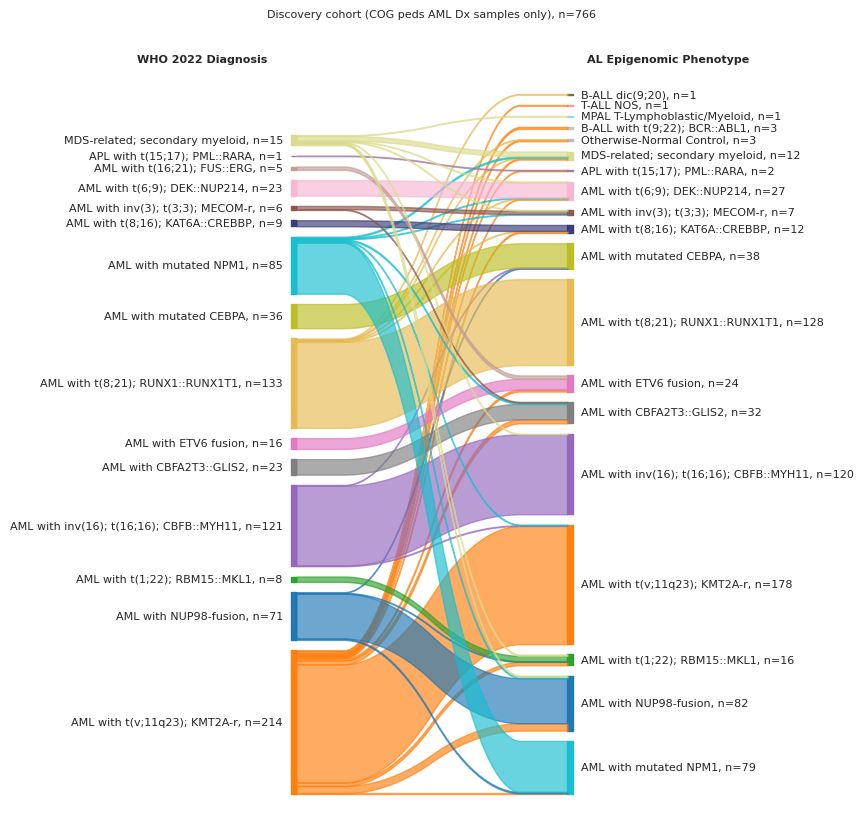 Discovery cohort (COG peds AML Dx samples only), n=766
WHO 2022 Diagnosis
MDS-related; secondary myeloid, n=15
APL with t(15;17); PML::RARA, n=1
AML with t(16;21); FUS::ERG, n=5
AML with t(6;9); DEK::NUP214, n=23
AML with inv(3); t(3;3); MECOM-r, n=6
AML with t(8;16); KAT6A::CREBBP, n=9
AML with mutated NPM1, n=85
AML with mutated CEBPA, n=36
AML with t(8;21); RUNX1::RUNX1T1, n=133
AML with ETV6 fusion, n=16
AML with CBFA2T3::GLIS2, n=23
AML with inv(16); t(16;16); CBFB::MYH11, n=121
AML with t(1;22); RBM15::MKL1, n=8
AML with NUP98-fusion, n=71
AML with t(v;11q23); KMT2A-r, n=214
AL Epigenomic Phenotype
B-ALL dic(9;20), n=1
T-ALL NOS, n=1
MPAL T-Lymphoblastic/Myeloid, n=1
B-ALL with t(9;22); BCR::ABL1, n=3
Otherwise-Normal Control, n=3
MDS-related; secondary myeloid, n=12
APL with t(15;17); PML::RARA, n=2
AML with t(6;9); DEK::NUP214, n=27
AML with inv(3); t(3;3); MECOM-r, n=7
AML with t(8;16); KAT6A::CREBBP, n=12
AML with mutated CEBPA, n=38
AML with t(8;21); RUNX1::RUNX1T1, n=128
AML with ETV6 fusion, n=24
AML with CBFA2T3::GLIS2, n=32
AML with inv(16); t(16;16); CBFB::MYH11, n=120
AML with t(v;11q23); KMT2A-r, n=178
AML with t(1;22); RBM15::MKL1, n=16
AML with NUP98-fusion, n=82
AML with mutated NPM1, n=79